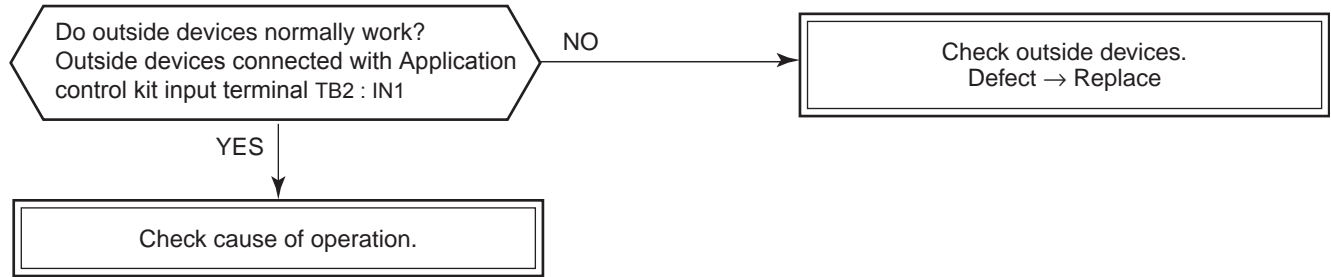 Do outside devices normally work?
Outside devices connected with Application
control kit input terminal TB2 : IN1
NO
Check outside devices.
Defect → Replace
YES
Check cause of operation.